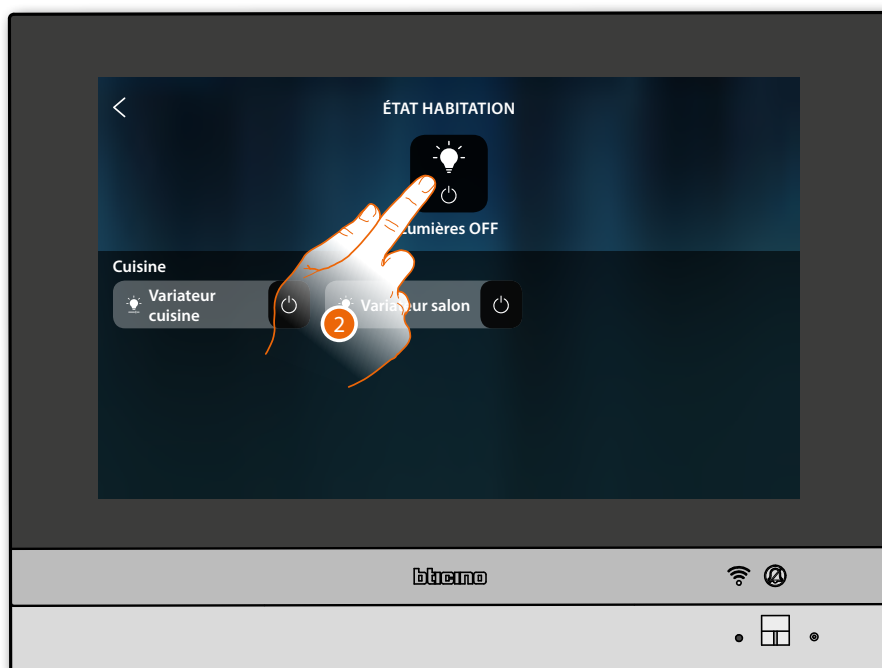 ÉTAT HABITATION
Lumières OFF
Cuisine
Variateur
cuisine
Variateur salon
2
bticino